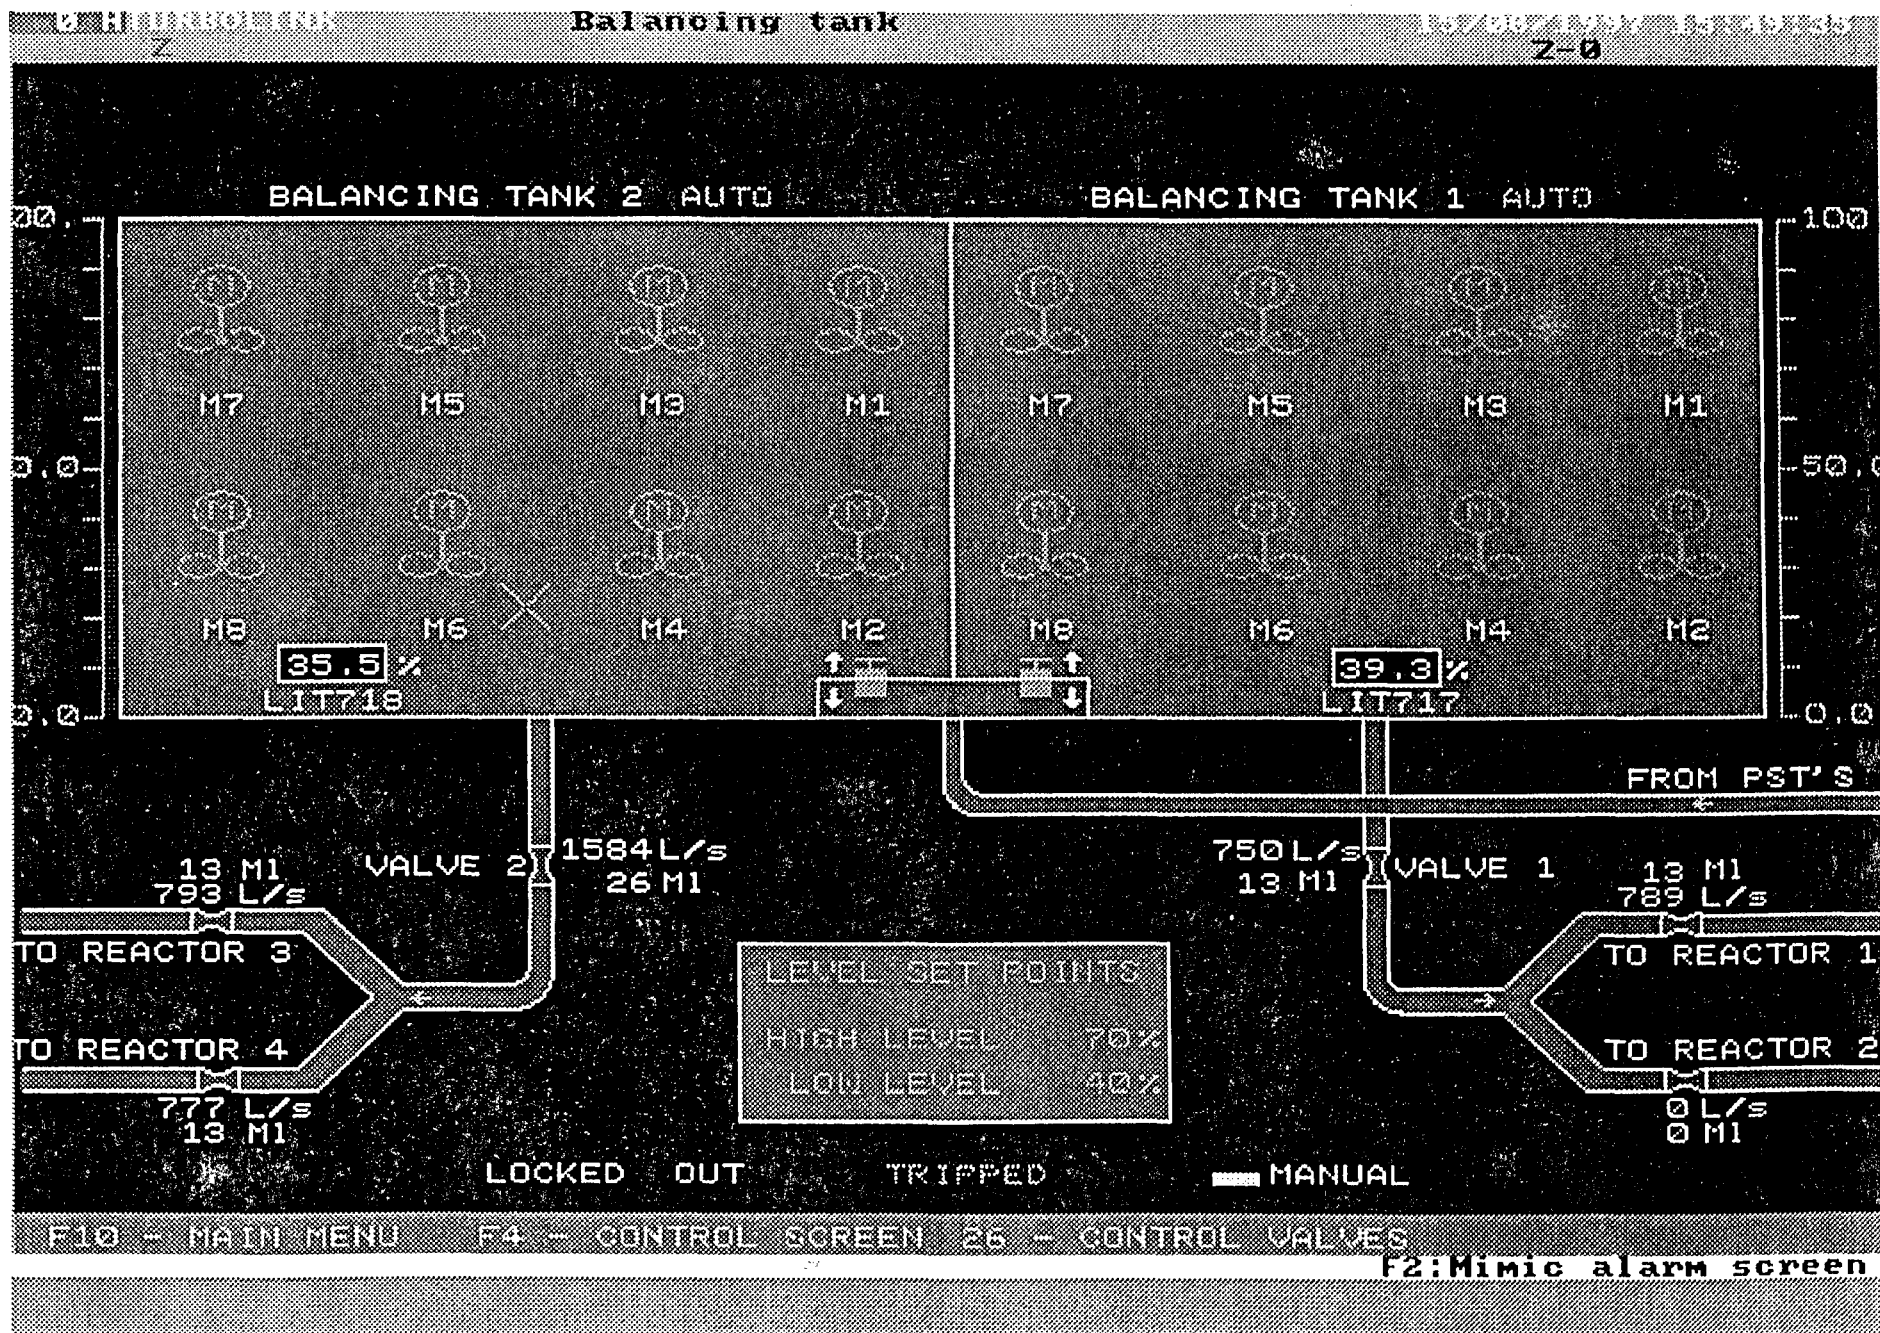 Balancing tank
Z Z-0
BALANCING TANK 2 AUTO BALANCING TANK 1 AUTO
00. 100
M M M M M M M M
M7 M5 M3 M1 M7 M5 M3 M1
0.0 50.0
M M M M M M M M
M8 M6 M4 M2 M8 M6 M4 M2
35.5 % 39.3 %
LIT718 LIT717
0.0 0.0
FROM PST'S
1584 L/s 750 L/s
13 Ml VALVE 2 26 Ml 13 Ml VALVE 1 13 Ml
793 L/s 789 L/s
TO REACTOR 3 TO REACTOR 1
LEVEL SET POINTS
HIGH LEVEL 70%
TO REACTOR 4 TO REACTOR 2
LOW LEVEL 40%
777 L/s 0 L/s
13 Ml 0 Ml
LOCKED OUT TRIPPED MANUAL
F10 - MAIN MENU F4 - CONTROL SCREEN 26 - CONTROL VALVES
F2:Mimic alarm screen